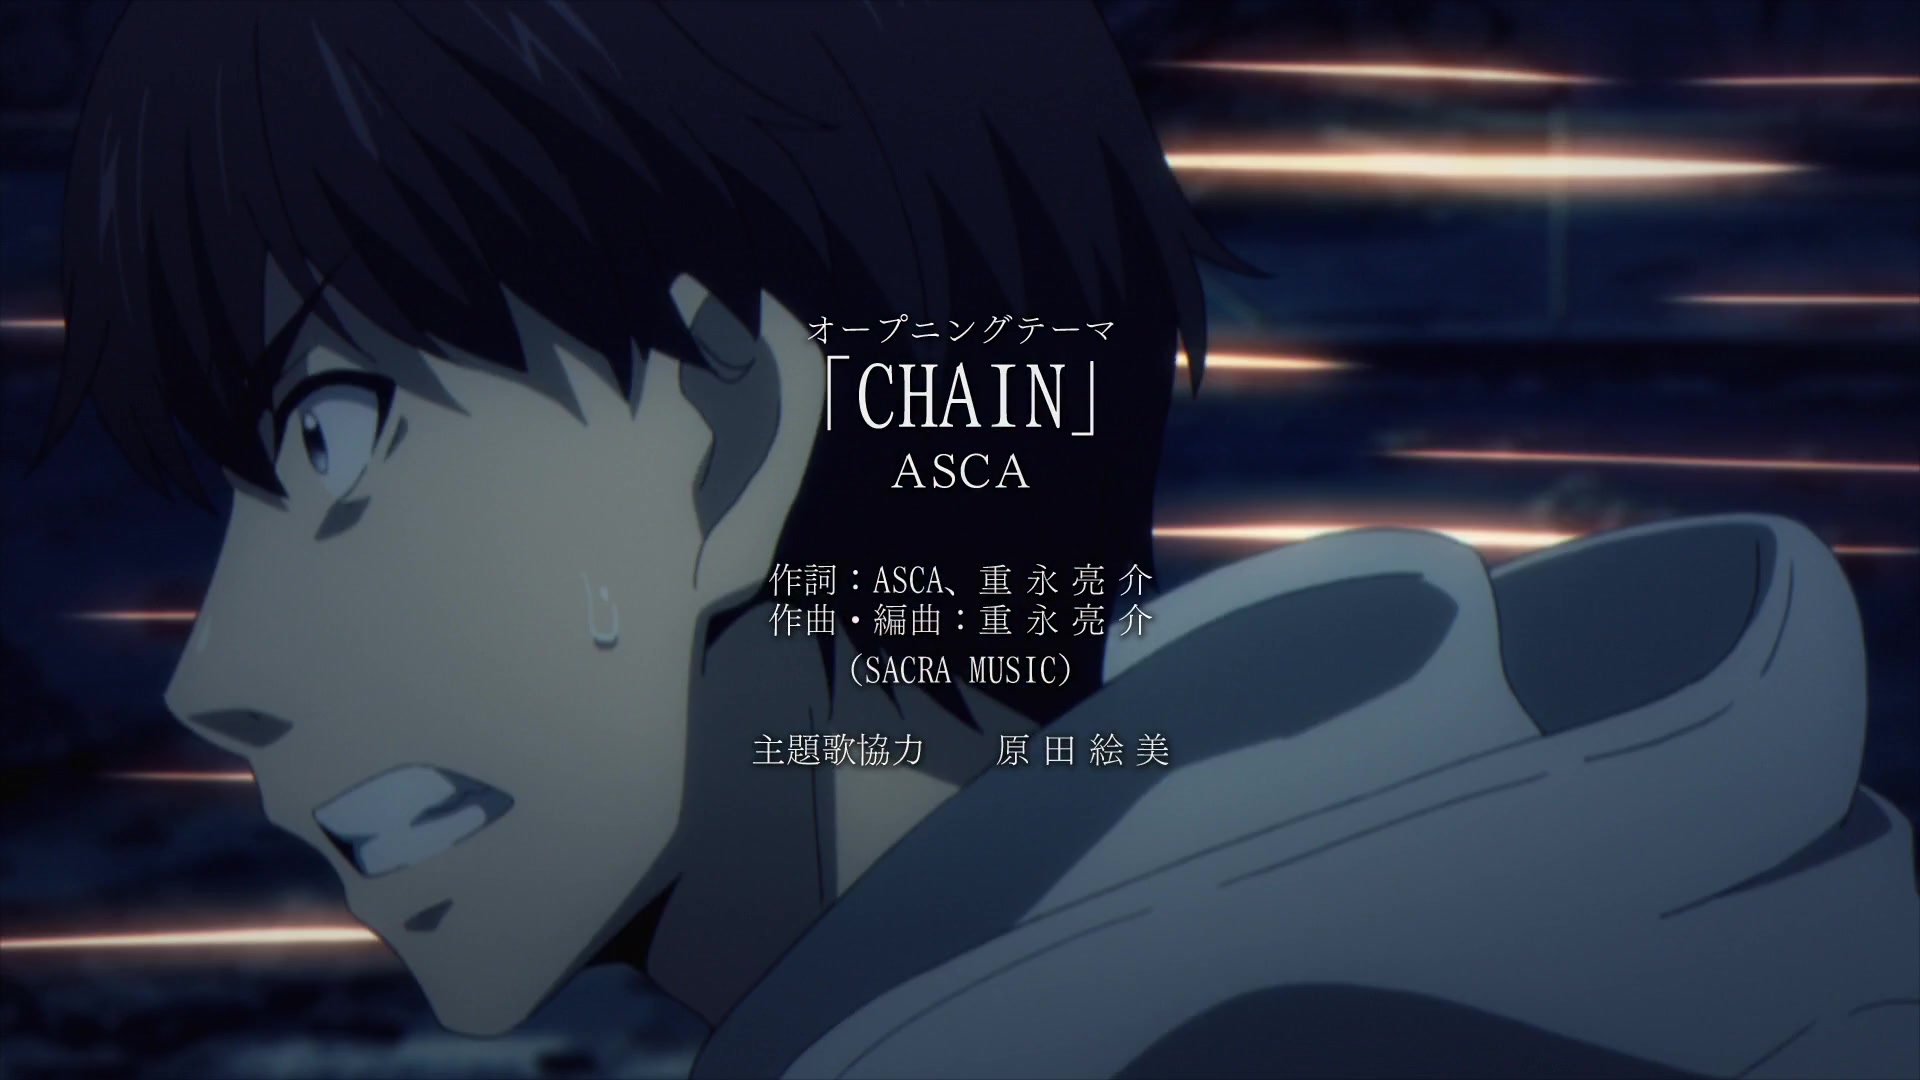 オープニングテーマ
「CHAIN」
ASCA
作詞：ASCA、重永亮介
作曲・編曲：重永亮介
（SACRA MUSIC）
主題歌協力　原田絵美